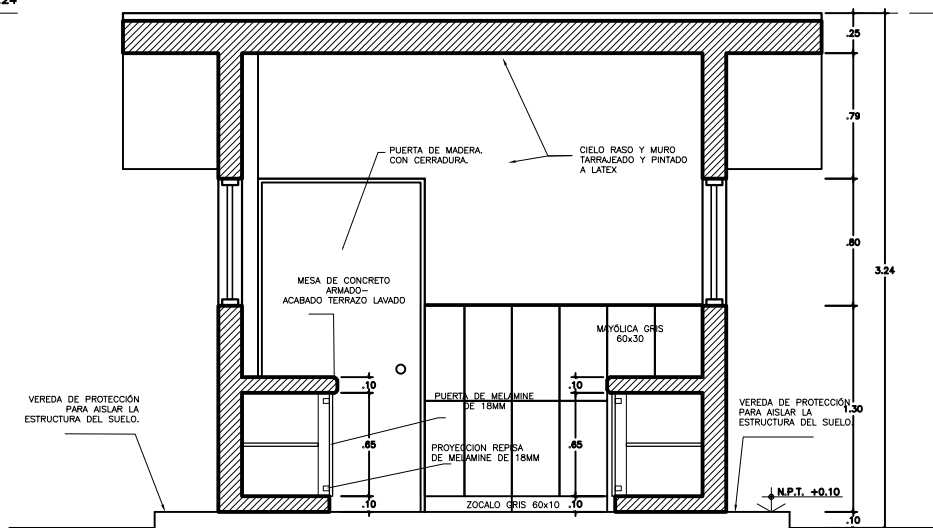 .24
.25
.79
PUERTA DE MADERA.
CON CERRADURA.
CIELO RASO Y MURO
TARRAJEADO Y PINTADO
A LATEX
.80
3.24
MESA DE CONCRETO
ARMADO-
ACABADO TERRAZO LAVADO
MAYÓLICA GRIS
60x30
.10
.10
PUERTA DE MELAMINE
DE 18MM
VEREDA DE PROTECCIÓN
PARA AISLAR LA
ESTRUCTURA DEL SUELO.
VEREDA DE PROTECCIÓN
PARA AISLAR LA
ESTRUCTURA DEL SUELO.
1.30
.65
.65
PROYECCION REPISA
DE MELAMINE DE 18MM
.10
ZOCALO GRIS 60x10
.10
N.P.T. +0.10
.10